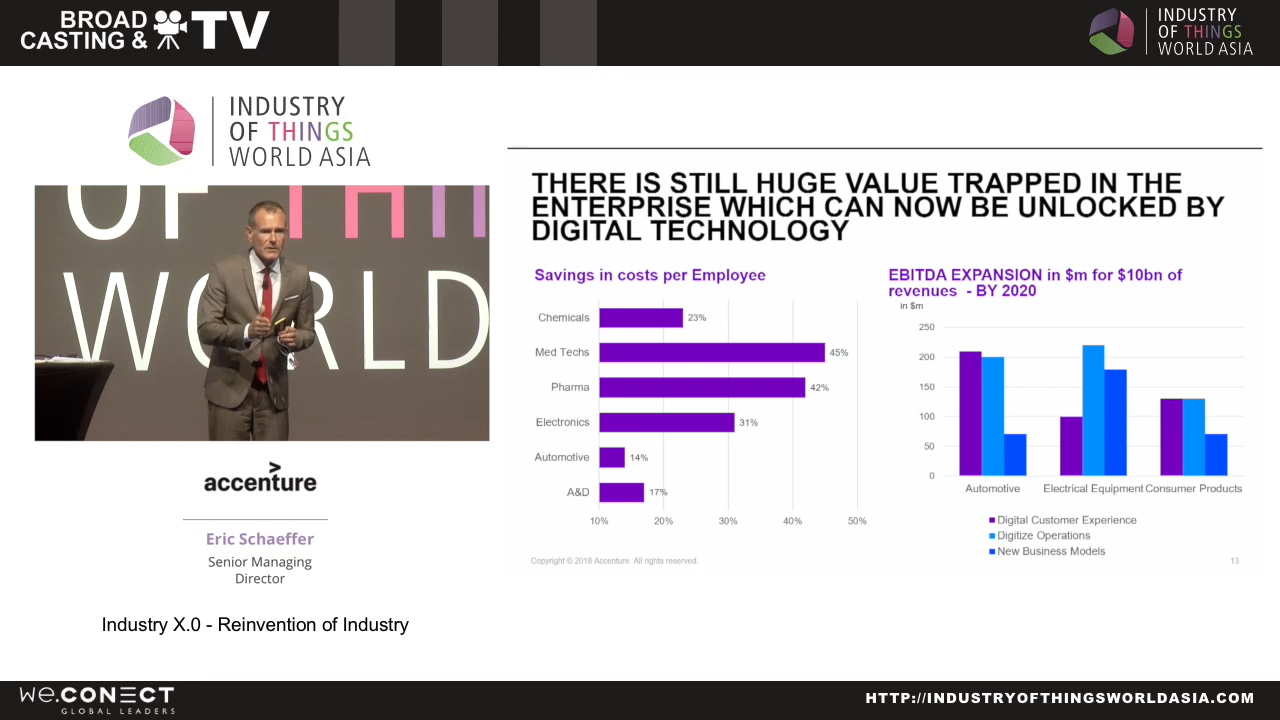 BROAD
CASTING & TV
INDUSTRY
OF THINGS
WORLD ASIA
INDUSTRY
OF THINGS
WORLD ASIA
OF THI
WORLD
accenture
Eric Schaeffer
Senior Managing
Director
Industry X.0 - Reinvention of Industry
THERE IS STILL HUGE VALUE TRAPPED IN THE
ENTERPRISE WHICH CAN NOW BE UNLOCKED BY
DIGITAL TECHNOLOGY
Savings in costs per Employee
Chemicals 23%
Med Techs 45%
Pharma 42%
Electronics 31%
Automotive 14%
A&D 17%
10% 20% 30% 40% 50%
EBITDA EXPANSION in $m for $10bn of
revenues - BY 2020
in $m
250
200
150
100
50
0
Automotive Electrical Equipment Consumer Products
Digital Customer Experience
Digitize Operations
New Business Models
Copyright © 2018 Accenture. All rights reserved. 13
we.CONECT
GLOBAL LEADERS
HTTP://INDUSTRYOFTHINGSWORLDASIA.COM